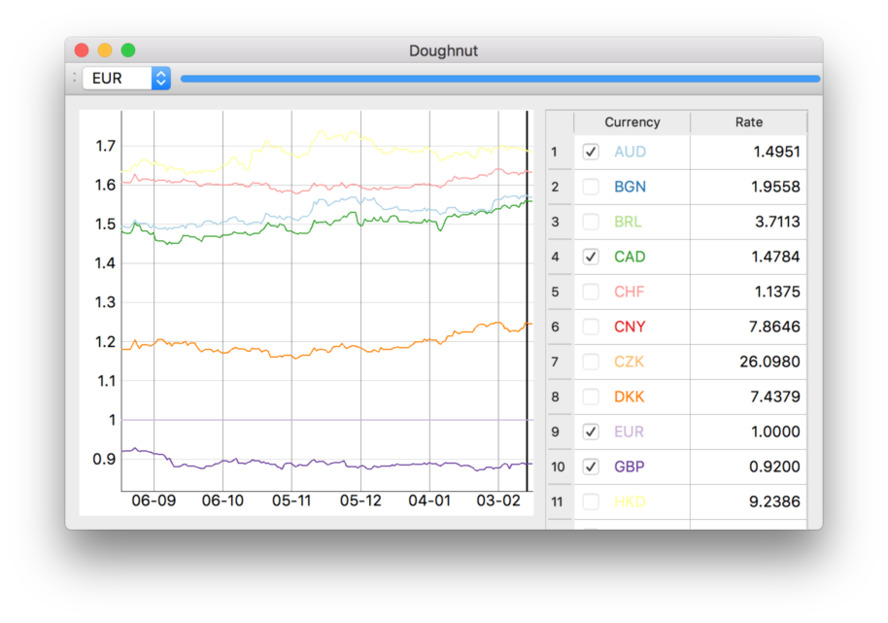 Doughnut
EUR
1.7
1.6
1.5
1.4
1.3
1.2
1.1
1
0.9
06-09 06-10 05-11 05-12 04-01 03-02
Currency Rate
1 AUD 1.4951
2 BGN 1.9558
3 BRL 3.7113
4 CAD 1.4784
5 CHF 1.1375
6 CNY 7.8646
7 CZK 26.0980
8 DKK 7.4379
9 EUR 1.0000
10 GBP 0.9200
11 HKD 9.2386